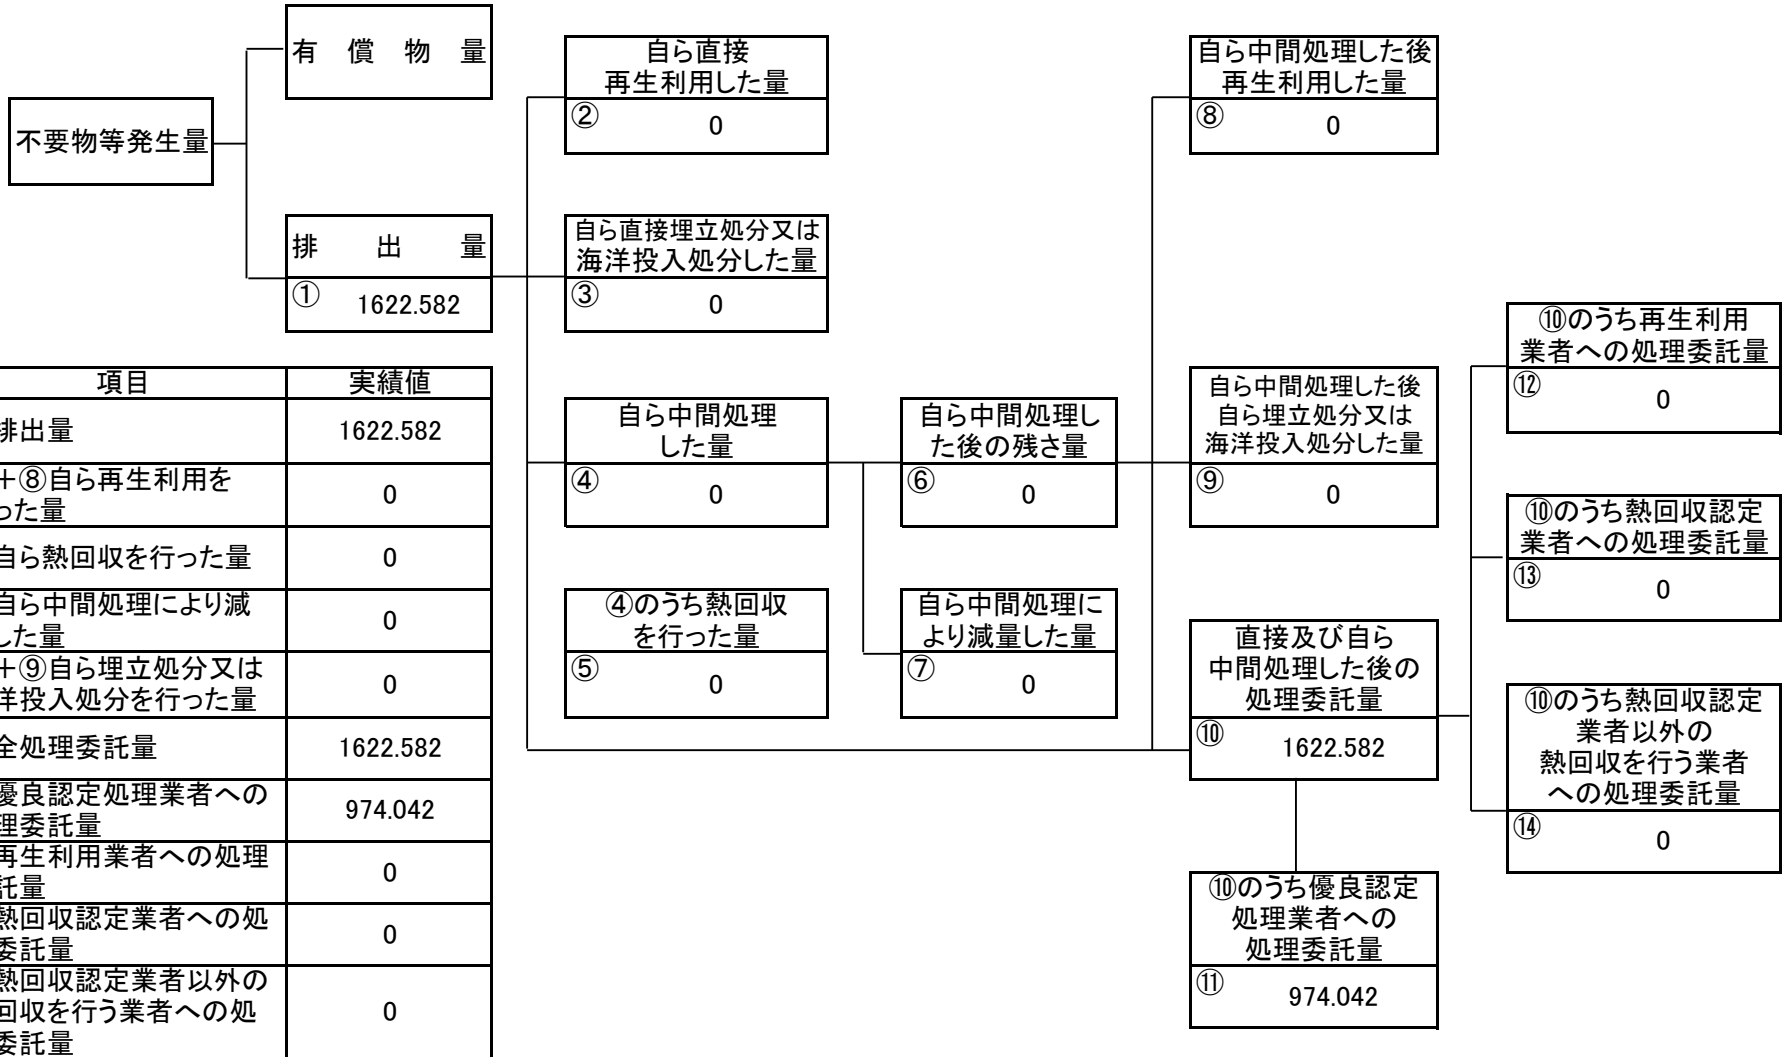 有償物量
不要物等発生量
排出量
①
1622.582
自ら直接
再生利用した量
②
0
自ら直接埋立処分又は
海洋投入処分した量
③
0
自ら中間処理
した量
④
0
④のうち熱回収
を行った量
⑤
0
自ら中間処理し
た後の残さ量
⑥
0
自ら中間処理に
より減量した量
⑦
0
自ら中間処理した後
再生利用した量
⑧
0
自ら中間処理した後
自ら埋立処分又は
海洋投入処分した量
⑨
0
直接及び自ら
中間処理した後の
処理委託量
⑩
1622.582
⑩のうち優良認定
処理業者への
処理委託量
⑪
974.042
⑩のうち再生利用
業者への処理委託量
⑫
0
⑩のうち熱回収認定
業者への処理委託量
⑬
0
⑩のうち熱回収認定
業者以外の
熱回収を行う業者
への処理委託量
⑭
0
項目
実績値
排出量
1622.582
+⑧自ら再生利用を
った量
0
自ら熱回収を行った量
0
自ら中間処理により減
した量
0
+⑨自ら埋立処分又は
洋投入処分を行った量
0
全処理委託量
1622.582
優良認定処理業者への
理委託量
974.042
再生利用業者への処理
託量
0
熱回収認定業者への処
委託量
0
熱回収認定業者以外の
回収を行う業者への処
委託量
0